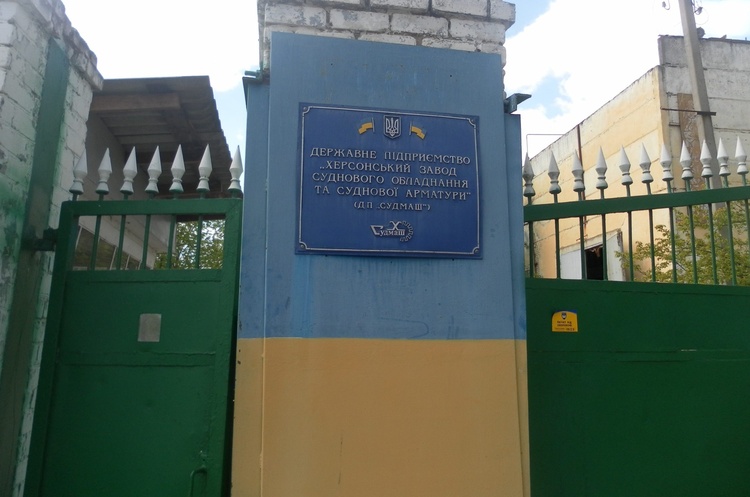 ДЕРЖАВНЕ ПІДПРИЄМСТВО
„ХЕРСОНСЬКИЙ ЗАВОД
СУДНОВОГО ОБЛАДНАННЯ
ТА СУДНОВОЇ АРМАТУРИ"
(ДП „СУДМАШ")
СУДМАШ